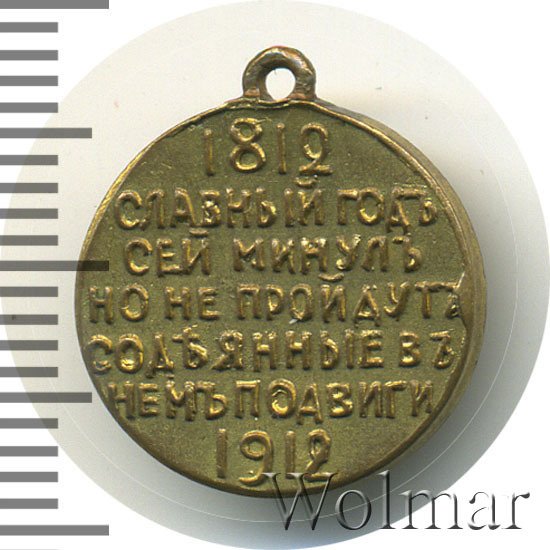 1812
СЛАВНЫЙ ГОДЪ
СЕЙ МИНУЛЪ
НО НЕ ПРОЙДУТЪ
СОДѢЯННЫЕ ВЪ
НЕМЪ ПОДВИГИ
1912
Wolmar